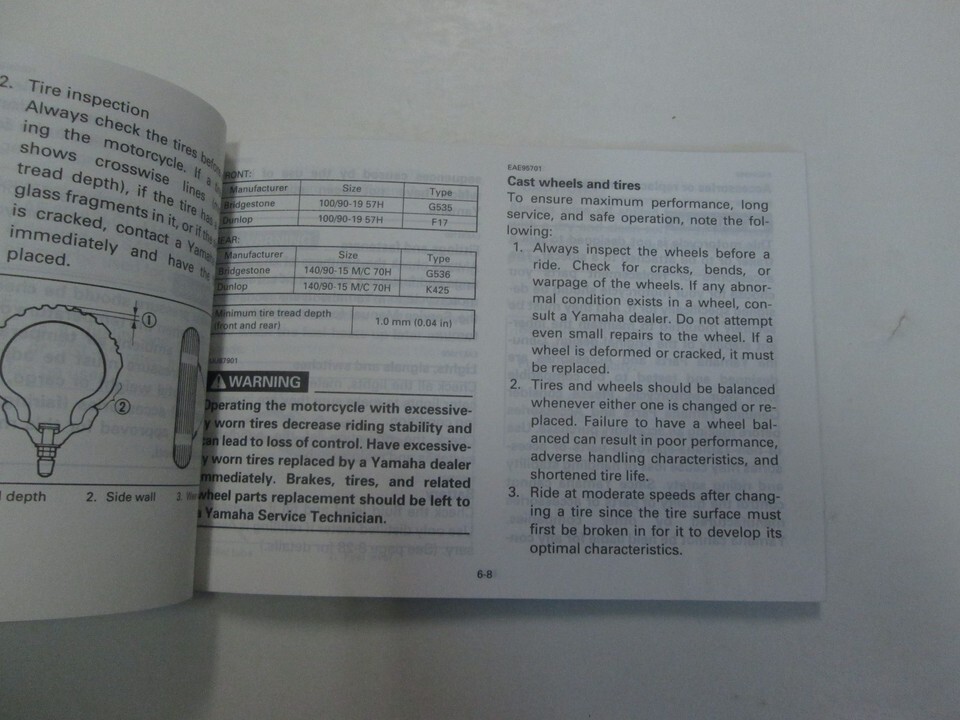 2. Tire inspection
Always check the tires before
ing the motorcycle. If a
shows crosswise lines
tread depth), if the tire has
glass fragments in it, or if the
is cracked, contact a Yama
immediately and have the
placed.
1
2
depth 2. Side wall 3.
RONT:
Manufacturer Size Type
Bridgestone 100/90-19 57H G535
Dunlop 100/90-19 57H F17
EAR:
Manufacturer Size Type
Bridgestone 140/90-15 M/C 70H G536
Dunlop 140/90-15 M/C 70H K425
Minimum tire tread depth
(front and rear) 1.0 mm (0.04 in)
WARNING
Operating the motorcycle with excessive-
y worn tires decrease riding stability and
can lead to loss of control. Have excessive-
y worn tires replaced by a Yamaha dealer
mmediately. Brakes, tires, and related
wheel parts replacement should be left to
a Yamaha Service Technician.
EAE95701
Cast wheels and tires
To ensure maximum performance, long
service, and safe operation, note the fol-
lowing:
1. Always inspect the wheels before a
ride. Check for cracks, bends, or
warpage of the wheels. If any abnor-
mal condition exists in a wheel, con-
sult a Yamaha dealer. Do not attempt
even small repairs to the wheel. If a
wheel is deformed or cracked, it must
be replaced.
2. Tires and wheels should be balanced
whenever either one is changed or re-
placed. Failure to have a wheel bal-
anced can result in poor performance,
adverse handling characteristics, and
shortened tire life.
3. Ride at moderate speeds after chang-
ing a tire since the tire surface must
first be broken in for it to develop its
optimal characteristics.
6-8